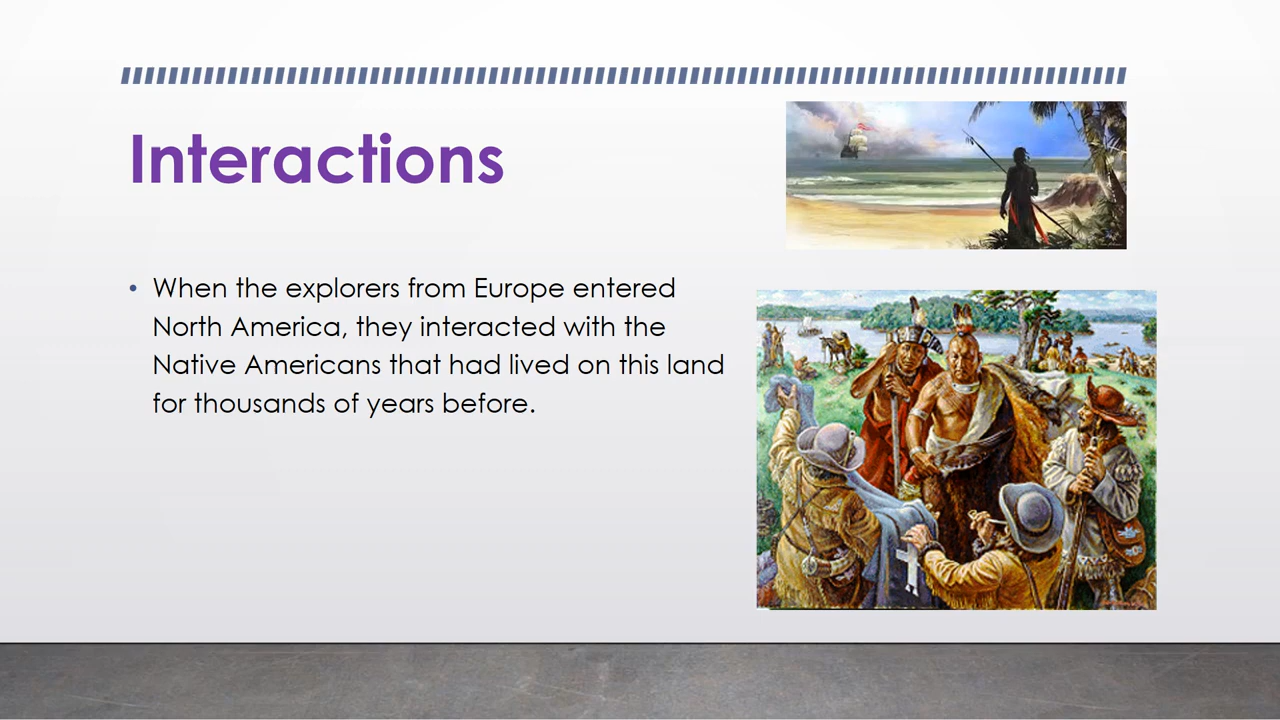 Interactions
• When the explorers from Europe entered
North America, they interacted with the
Native Americans that had lived on this land
for thousands of years before.